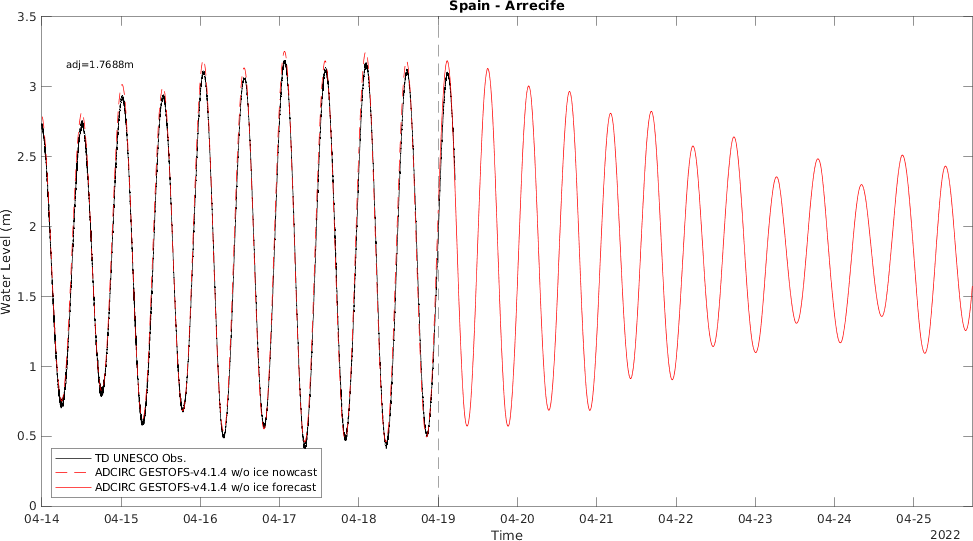 Spain - Arrecife
3.5
3
2.5
2
1.5
1
0.5
0
Water Level (m)
adj=1.7688m
TD UNESCO Obs.
ADCIRC GESTOFS-v4.1.4 w/o ice nowcast
ADCIRC GESTOFS-v4.1.4 w/o ice forecast
04-14 04-15 04-16 04-17 04-18 04-19 04-20 04-21 04-22 04-23 04-24 04-25
Time
2022